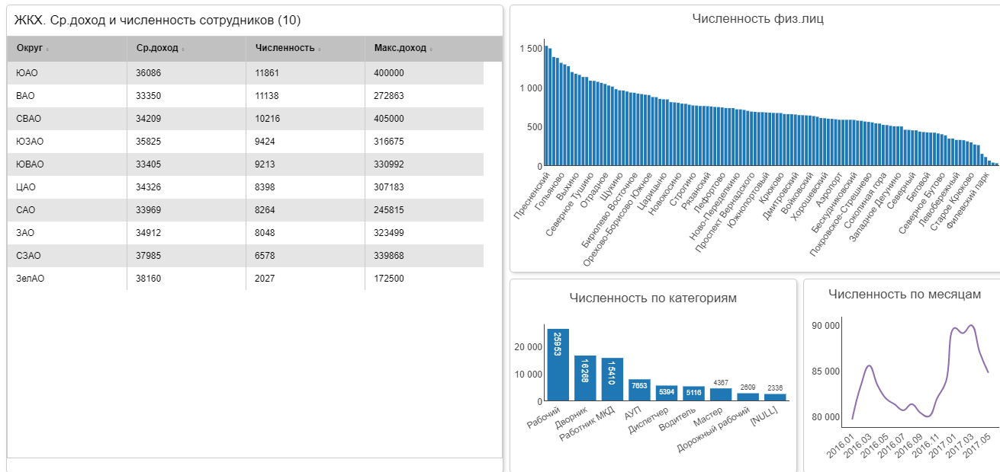 ЖКХ. Ср.доход и численность сотрудников (10)
Округ Ср.доход Численность Макс.доход
ЮАО 36086 11861 400000
ВАО 33350 11138 272863
СВАО 34209 10216 405000
ЮЗАО 35825 9424 316675
ЮВАО 33405 9213 330992
ЦАО 34326 8398 307183
САО 33969 8264 245815
ЗАО 34912 8048 323499
СЗАО 37985 6578 339868
ЗелАО 38160 2027 172500
Численность физ.лиц
1 500
1 000
500
0
Пресненский
Гольяново
Выхино
Северное Тушино
Отрадное
Щукино
Бирюлево Восточное
Орехово-Борисово Южное
Царицыно
Новокосино
Строгино
Рязанский
Лефортово
Ново-Переделкино
Проспект Вернадского
Южнопортовый
Крюково
Дмитровский
Войковский
Хорошевский
Аэропорт
Бескудниковский
Покровское-Стрешнево
Соколиная гора
Западное Дегунино
Северный
Беговой
Северное Бутово
Левобережный
Старое Крюково
Филевский парк
Численность по категориям
20 000
10 000
0
25953
16268
15410
7653
5394
5116
4367
2609
2336
Рабочий
Дворник
Работник МКД
АУП
Диспетчер
Водитель
Мастер
Дорожный рабочий
[NULL]
Численность по месяцам
90 000
85 000
80 000
2016.01
2016.03
2016.05
2016.07
2016.09
2016.11
2017.01
2017.03
2017.05